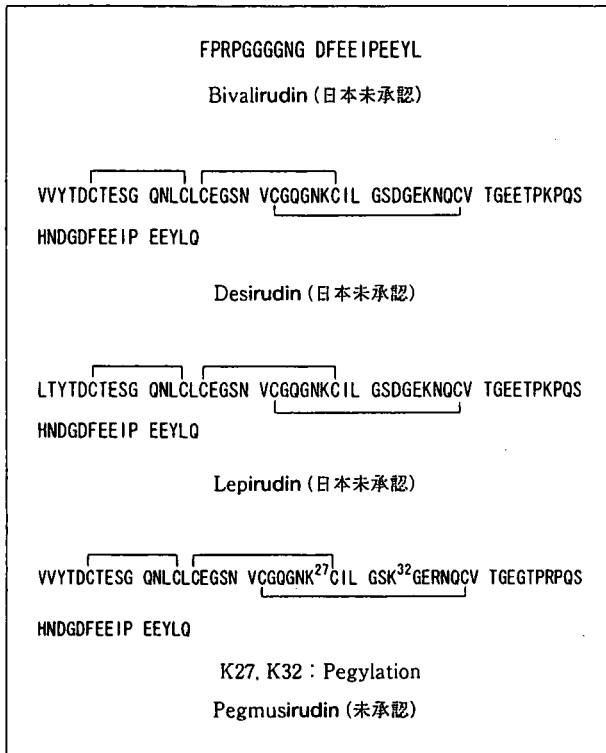 FPRPGGGGNG DFEEIPEEYL
Bivalirudin (日本未承認)
VVYTDCTESG QNLCLCEGSN VCGQGNKCIL GSDGEKNQCV TGEETPKPQS
HNDGDFEEIP EEYLQ
Desirudin (日本未承認)
LTYTDCTESG QNLCLCEGSN VCGQGNKCIL GSDGEKNQCV TGEETPKPQS
HNDGDFEEIP EEYLQ
Lepirudin (日本未承認)
VVYTDCTESG QNLCLCEGSN VCGQGNK²⁷CIL GSK³²GERNQCV TGEGTPRPQS
HNDGDFEEIP EEYLQ
K27, K32 : Pegylation
Pegmusirudin (未承認)